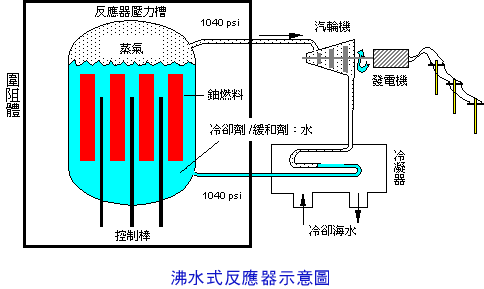 反應器壓力槽
1040 psi
汽輪機
蒸氣
圍阻體
鈾燃料
發電機
冷卻劑/緩和劑：水
冷凝器
1040 psi
控制棒
冷卻海水
沸水式反應器示意圖